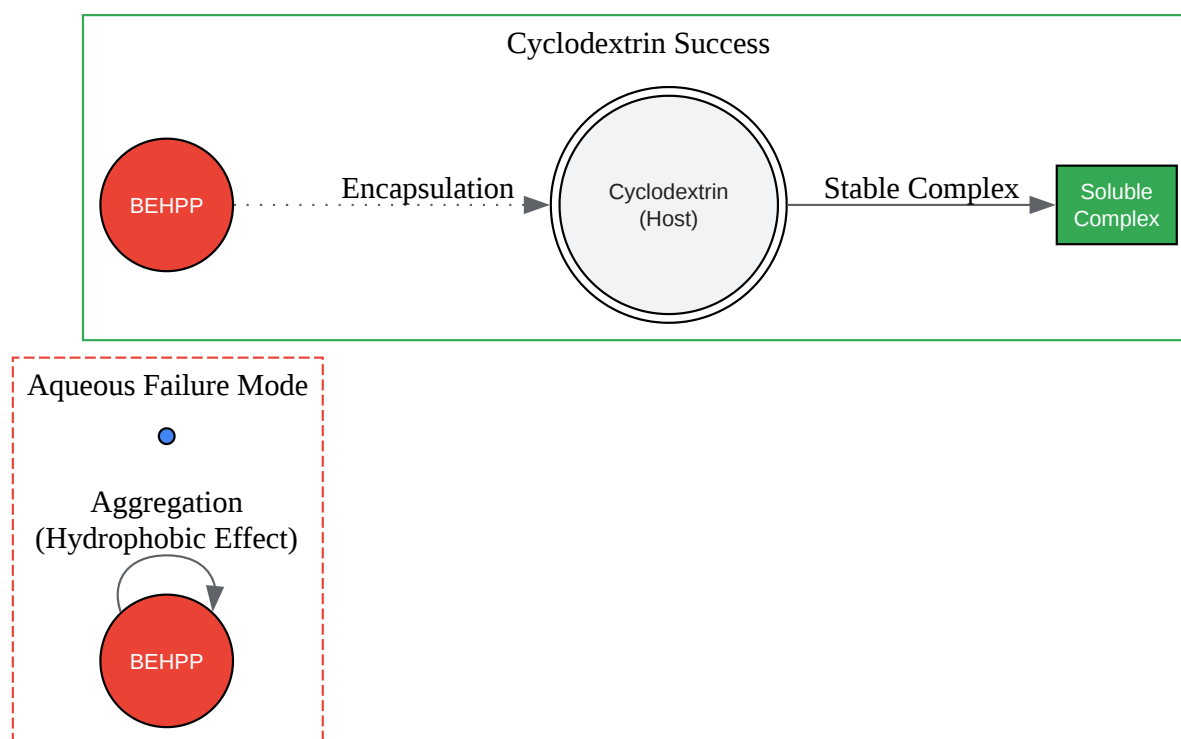 Cyclodextrin Success
BEHPP
Encapsulation
Cyclodextrin
(Host)
Stable Complex
Soluble
Complex
Aqueous Failure Mode
Aggregation
(Hydrophobic Effect)
BEHPP